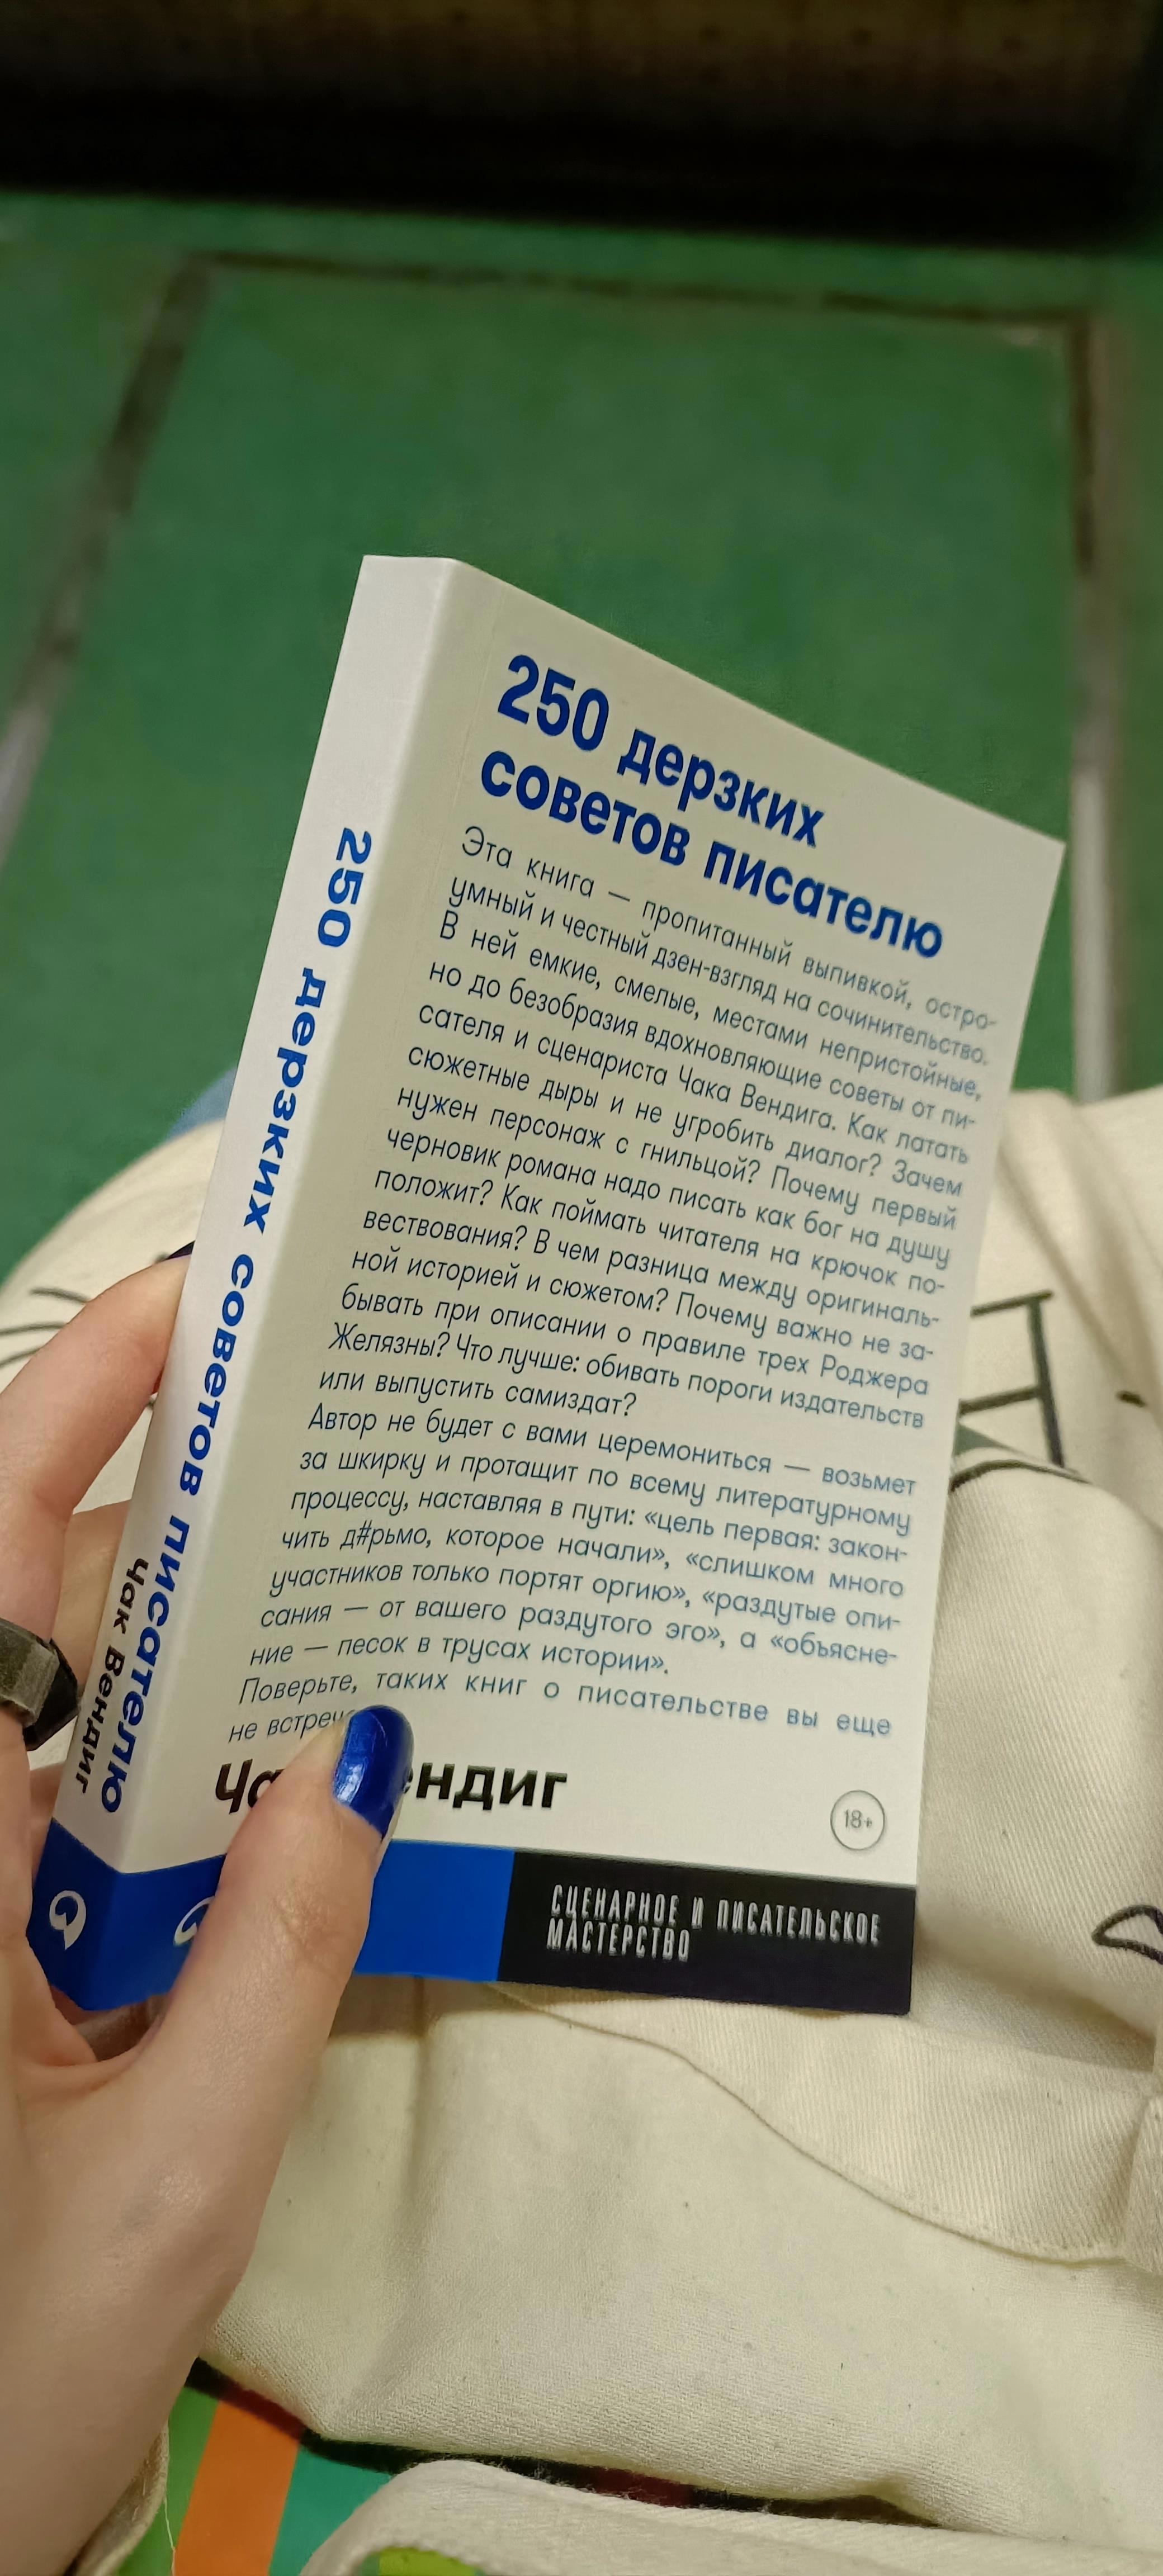 250 дерзких
советов писателю
Эта книга — пропитанный выпивкой, остро-
умный и честный дзен-взгляд на сочинительство.
В ней емкие, смелые, местами непристойные,
но до безобразия вдохновляющие советы от пи-
сателя и сценариста Чака Вендига. Как латать
сюжетные дыры и не угробить диалог? Зачем
нужен персонаж с гнильцой? Почему первый
черновик романа надо писать как бог на душу
положит? Как поймать читателя на крючок по-
вествования? В чем разница между оригиналь-
ной историей и сюжетом? Почему важно не за-
бывать при описании о правиле трех Роджера
Желязны? Что лучше: обивать пороги издательств
или выпустить самиздат?
Автор не будет с вами церемониться — возьмет
за шкирку и протащит по всему литературному
процессу, наставляя в пути: «цель первая: закон-
чить д#рьмо, которое начали», «слишком много
участников только портят оргию», «раздутые опи-
сания — от вашего раздутого эго», а «объясне-
ние — песок в трусах истории».
Поверьте, таких книг о писательстве вы еще
не
18+
СЦЕНАРНОЕ И ПИСАТЕЛЬСКОЕ
МАСТЕРСТВО
250 дерзких советов писателю
Чак Вендиг